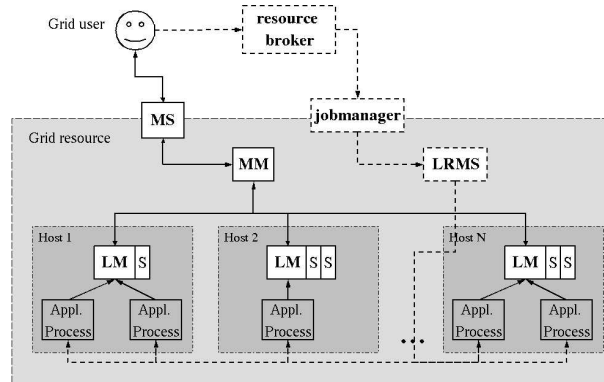 Grid user
resource
broker
MS
jobmanager
Grid resource
MM
LRMS
Host 1
Host 2
Host N
LM S
LM S S
LM S S
Appl.
Process
Appl.
Process
Appl.
Process
...
Appl.
Process
Appl.
Process